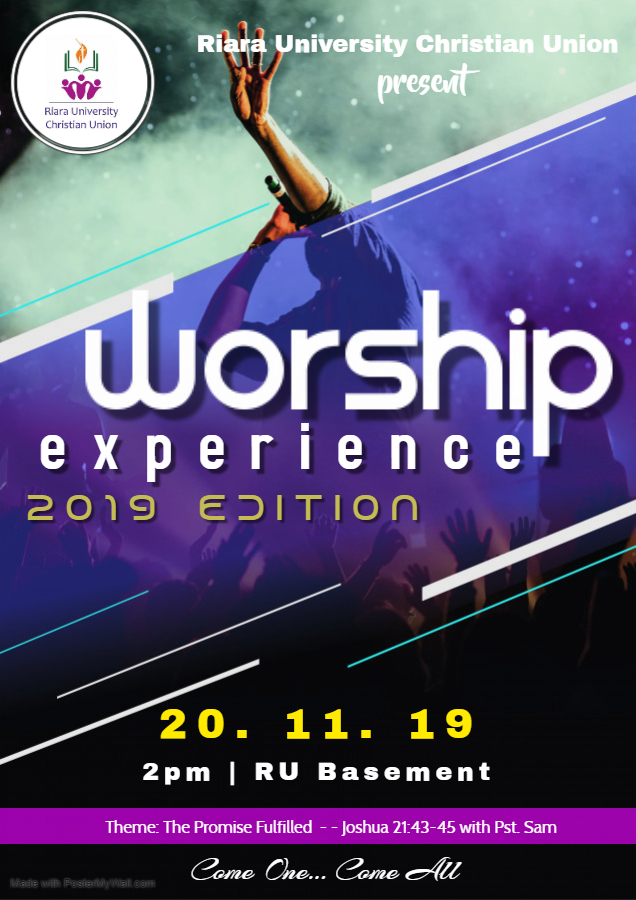 Riara University Christian Union
present
Riara University
Christian Union
worship
experience
2019 EDITION
20. 11. 19
2pm | RU Basement
Theme: The Promise Fulfilled - - Joshua 21:43-45 with Pst. Sam
Come One... Come All
Made with PosterMyWall.com